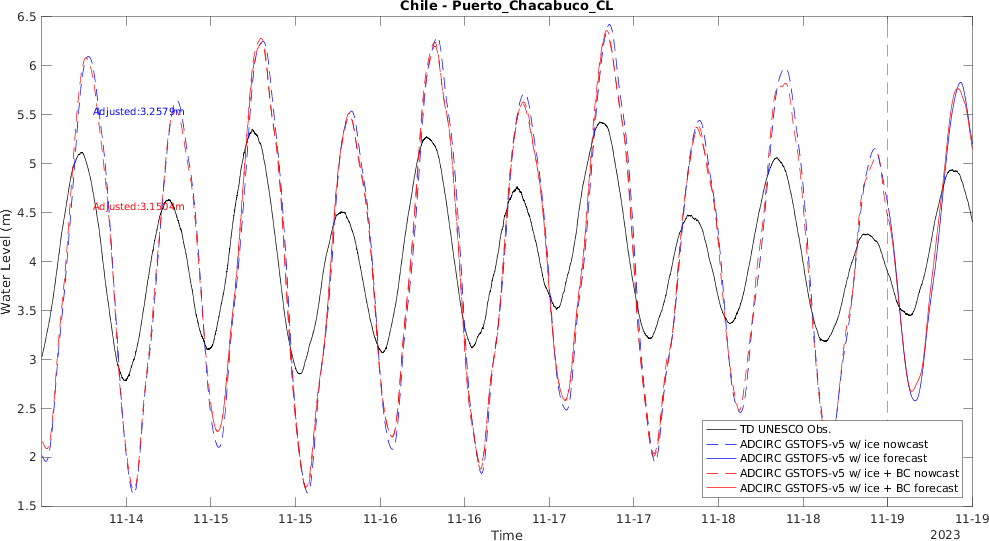 Chile - Puerto_Chacabuco_CL
6.5
6
5.5
5
4.5
4
3.5
3
2.5
2
1.5
Water Level (m)
Adjusted:3.2579m
Adjusted:3.1504m
TD UNESCO Obs.
ADCIRC GSTOFS-v5 w/ ice nowcast
ADCIRC GSTOFS-v5 w/ ice forecast
ADCIRC GSTOFS-v5 w/ ice + BC nowcast
ADCIRC GSTOFS-v5 w/ ice + BC forecast
11-14 11-15 11-15 11-16 11-16 11-17 11-17 11-18 11-18 11-19 11-19
Time
2023